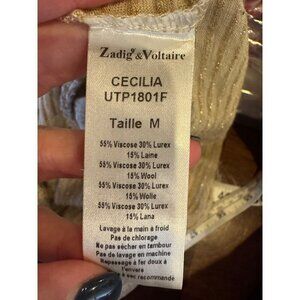 Zadig & Voltaire
CECILIA
UTP1801F
Taille M
55% Viscose 30% Lurex
15% Laine
55% Viscose 30% Lurex
15% Wool
55% Viscose 30% Lurex
15% Wolle
55% Viscose 30% Lurex
15% Lana
Lavage à la main à froid
Pas de chlorage
Ne pas sécher en tambour
Pas de lavage en machine
Repassage à fer doux à
l'envers
à sec recommandé